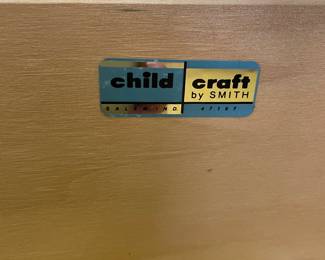 child craft
by SMITH
SALEM, IND. 47167